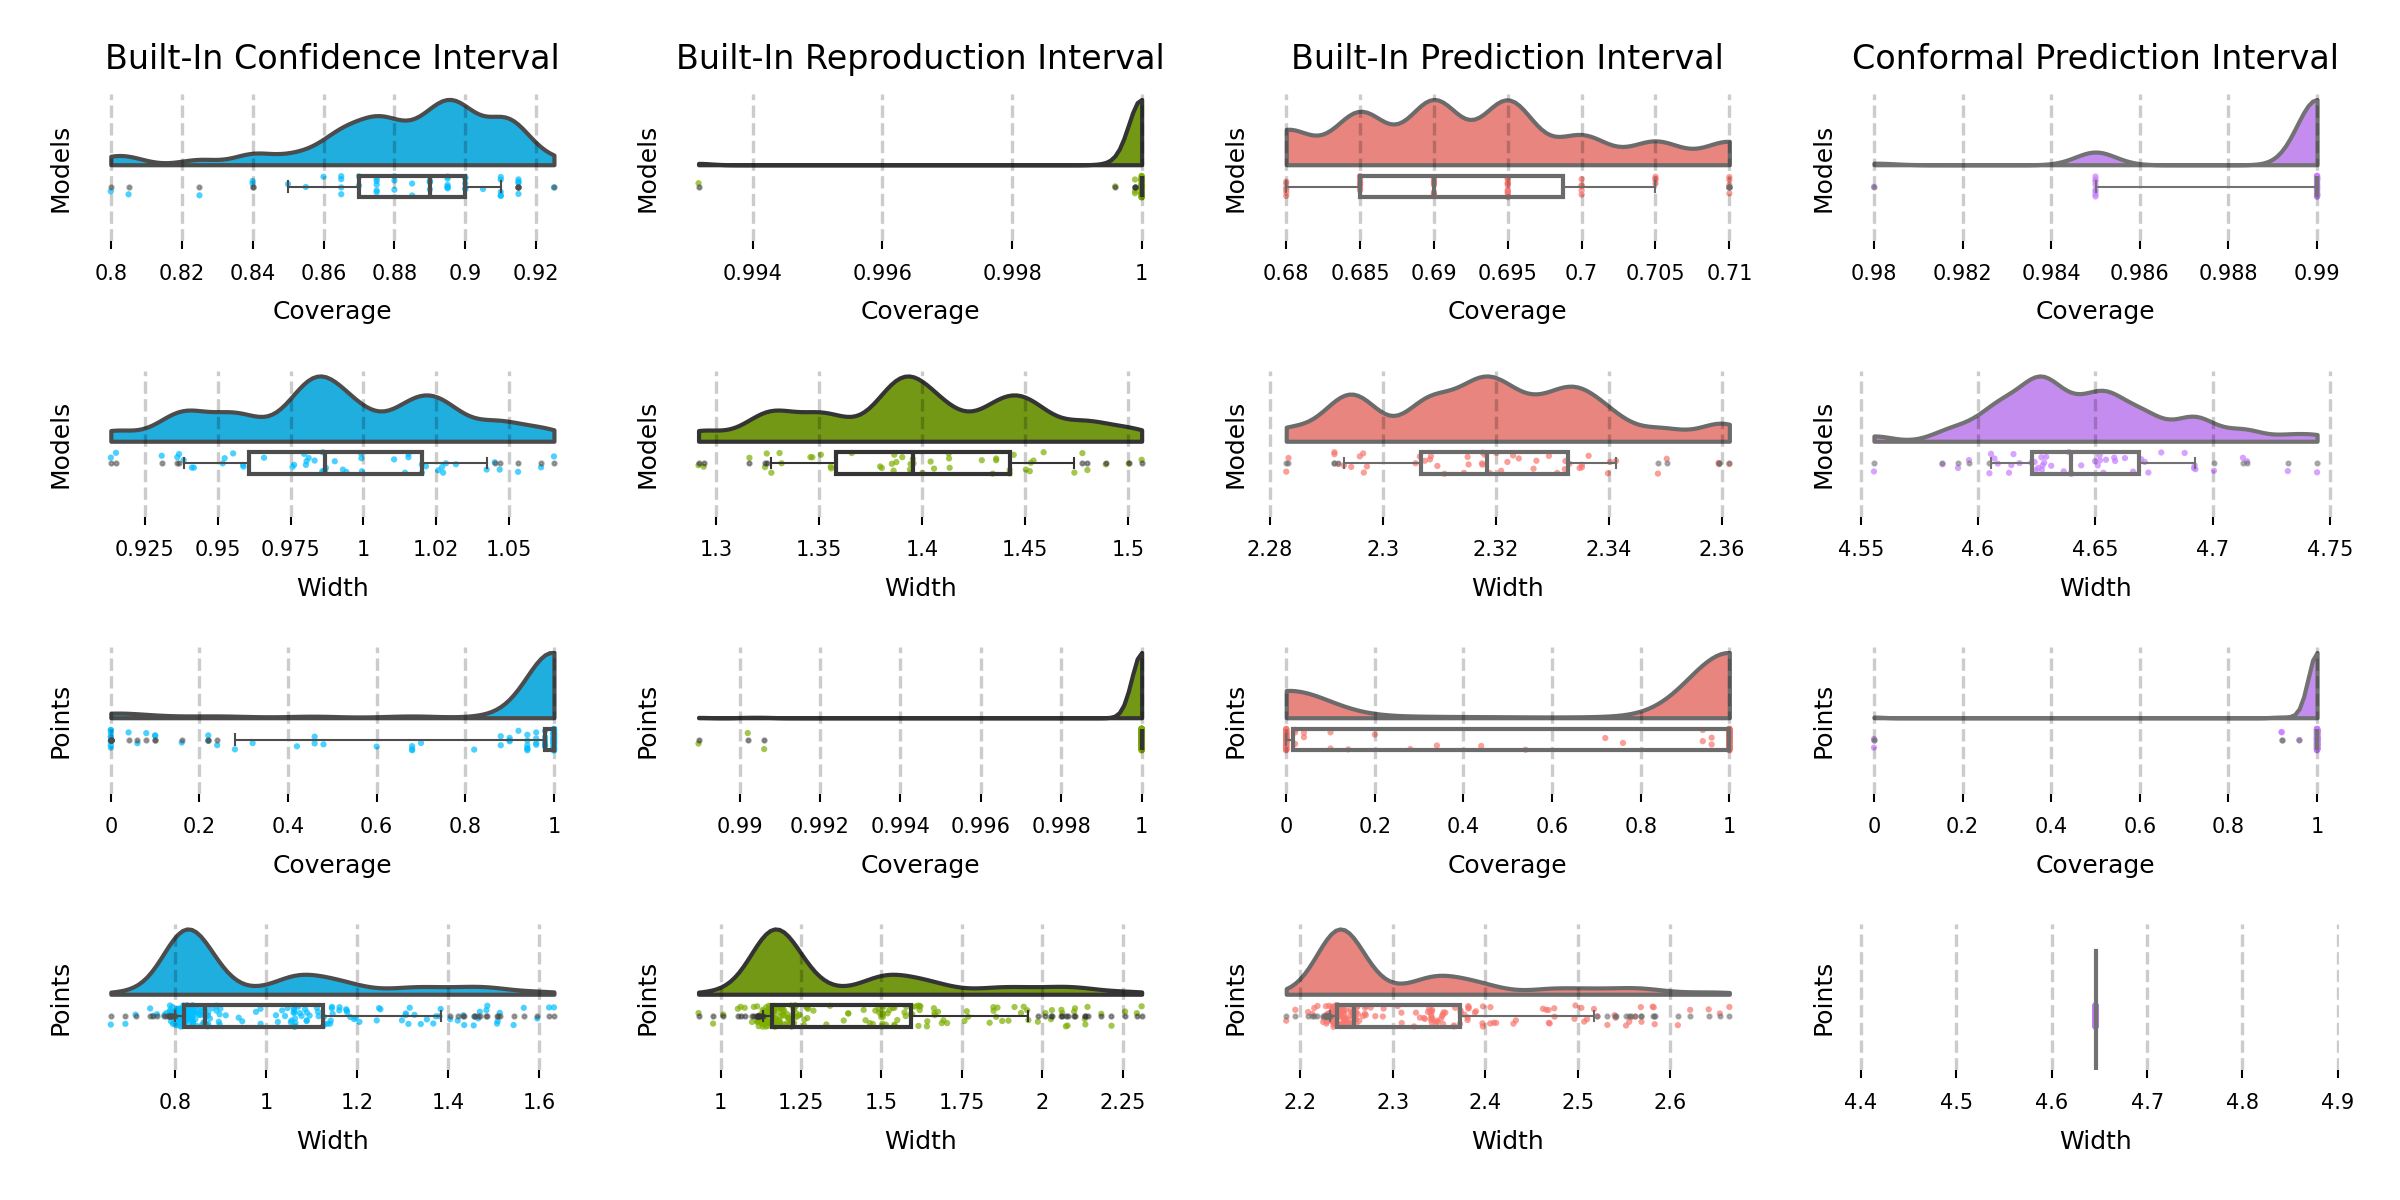 Built-In Confidence Interval Built-In Reproduction Interval Built-In Prediction Interval Conformal Prediction Interval
Models Models Models Models
0.8 0.82 0.84 0.86 0.88 0.9 0.92 0.994 0.996 0.998 1 0.68 0.685 0.69 0.695 0.7 0.705 0.71 0.98 0.982 0.984 0.986 0.988 0.99
Coverage Coverage Coverage Coverage
Models Models Models Models
0.925 0.95 0.975 1 1.02 1.05 1.3 1.35 1.4 1.45 1.5 2.28 2.3 2.32 2.34 2.36 4.55 4.6 4.65 4.7 4.75
Width Width Width Width
Points Points Points Points
0 0.2 0.4 0.6 0.8 1 0.99 0.992 0.994 0.996 0.998 1 0 0.2 0.4 0.6 0.8 1 0 0.2 0.4 0.6 0.8 1
Coverage Coverage Coverage Coverage
Points Points Points Points
0.8 1 1.2 1.4 1.6 1 1.25 1.5 1.75 2 2.25 2.2 2.3 2.4 2.5 2.6 4.4 4.5 4.6 4.7 4.8 4.9
Width Width Width Width